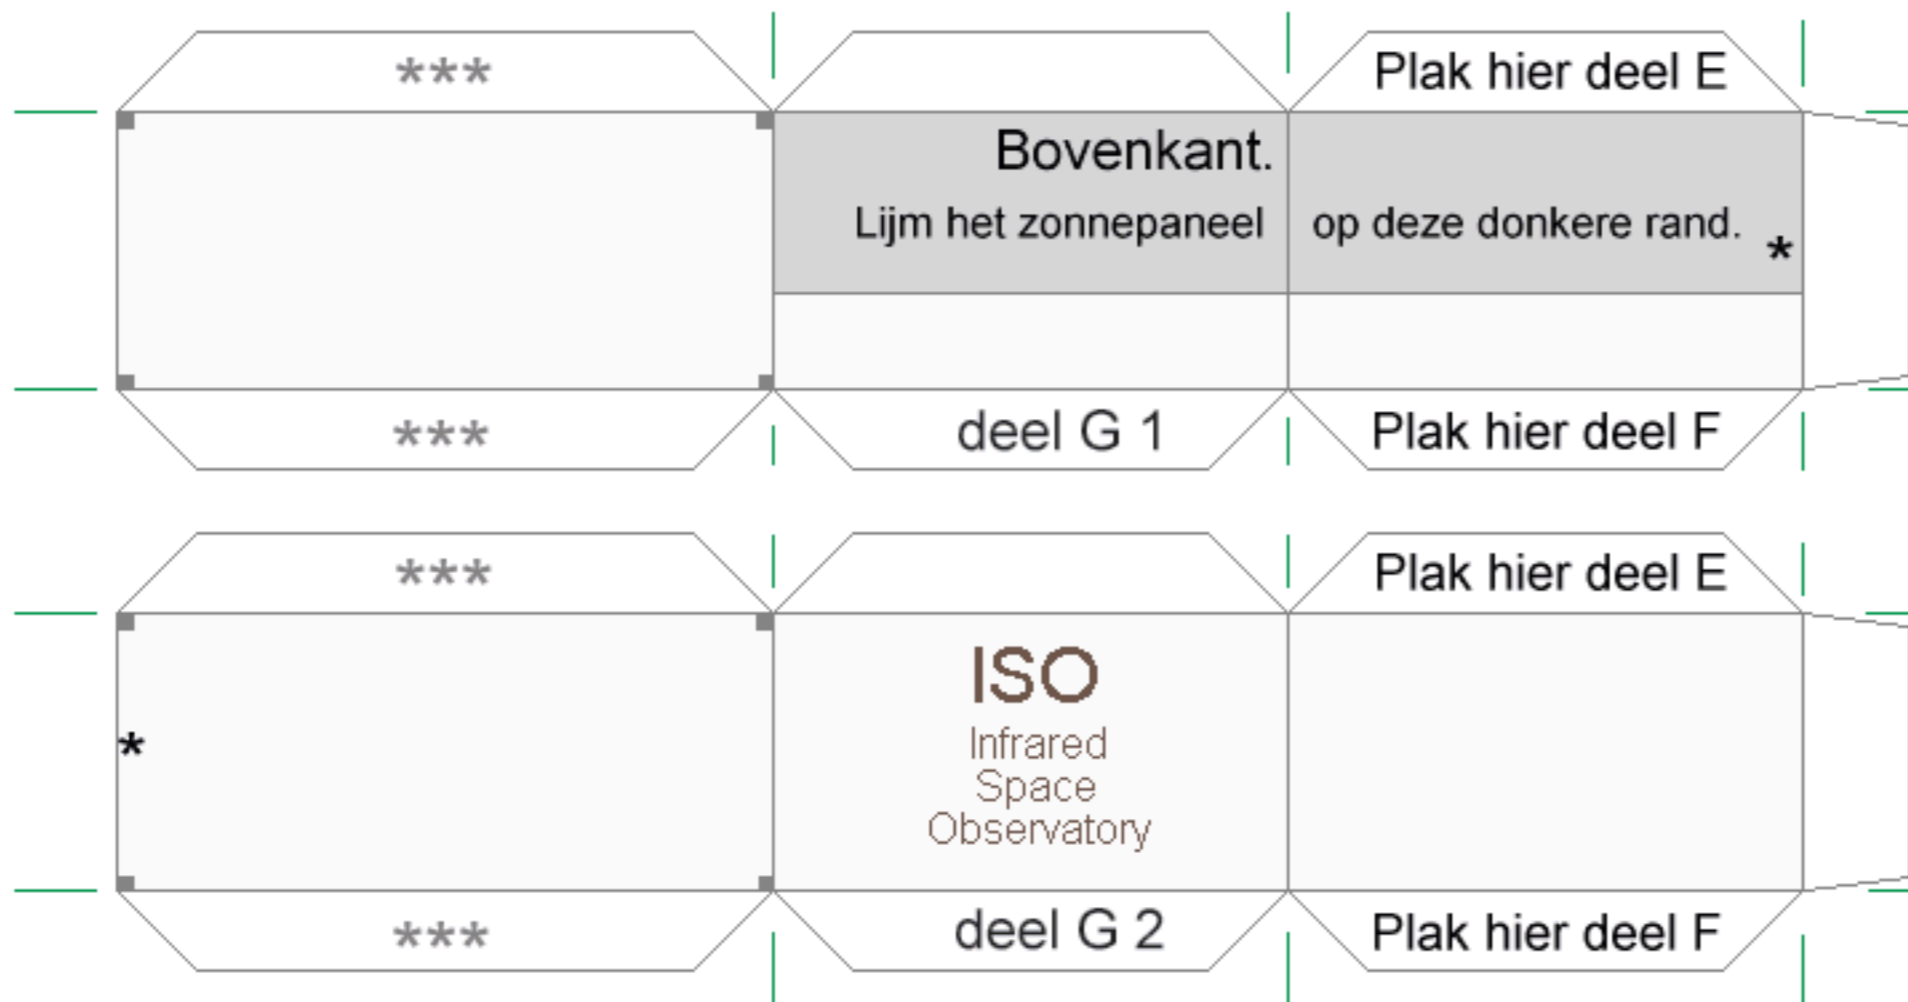 ***
Plak hier deel E
Bovenkant.
Lijm het zonnepaneel op deze donkere rand.
*
***
deel G 1
Plak hier deel F
***
Plak hier deel E
ISO
*
Infrared
Space
Observatory
***
deel G 2
Plak hier deel F